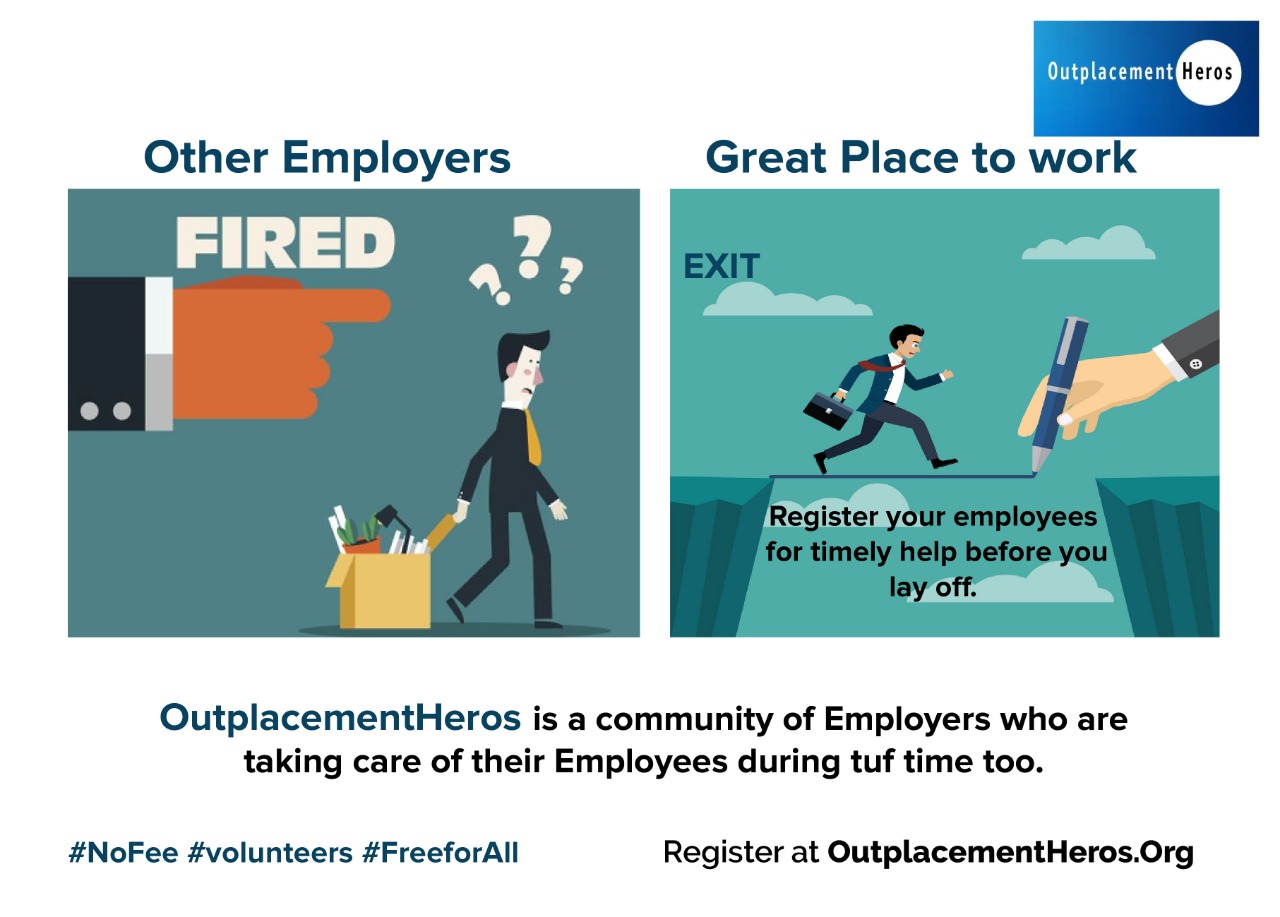 Outplacement Heros
Other Employers
Great Place to work
FIRED
? ? ?
EXIT
Register your employees
for timely help before you
lay off.
OutplacementHeros is a community of Employers who are
taking care of their Employees during tuf time too.
#NoFee #volunteers #FreeforAll
Register at OutplacementHeros.Org